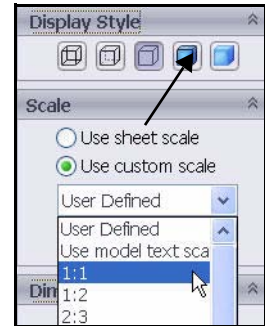 Display Style
Scale
Use sheet scale
Use custom scale
User Defined
User Defined
Use model text sca
1:1
Dim
1:2
2:3